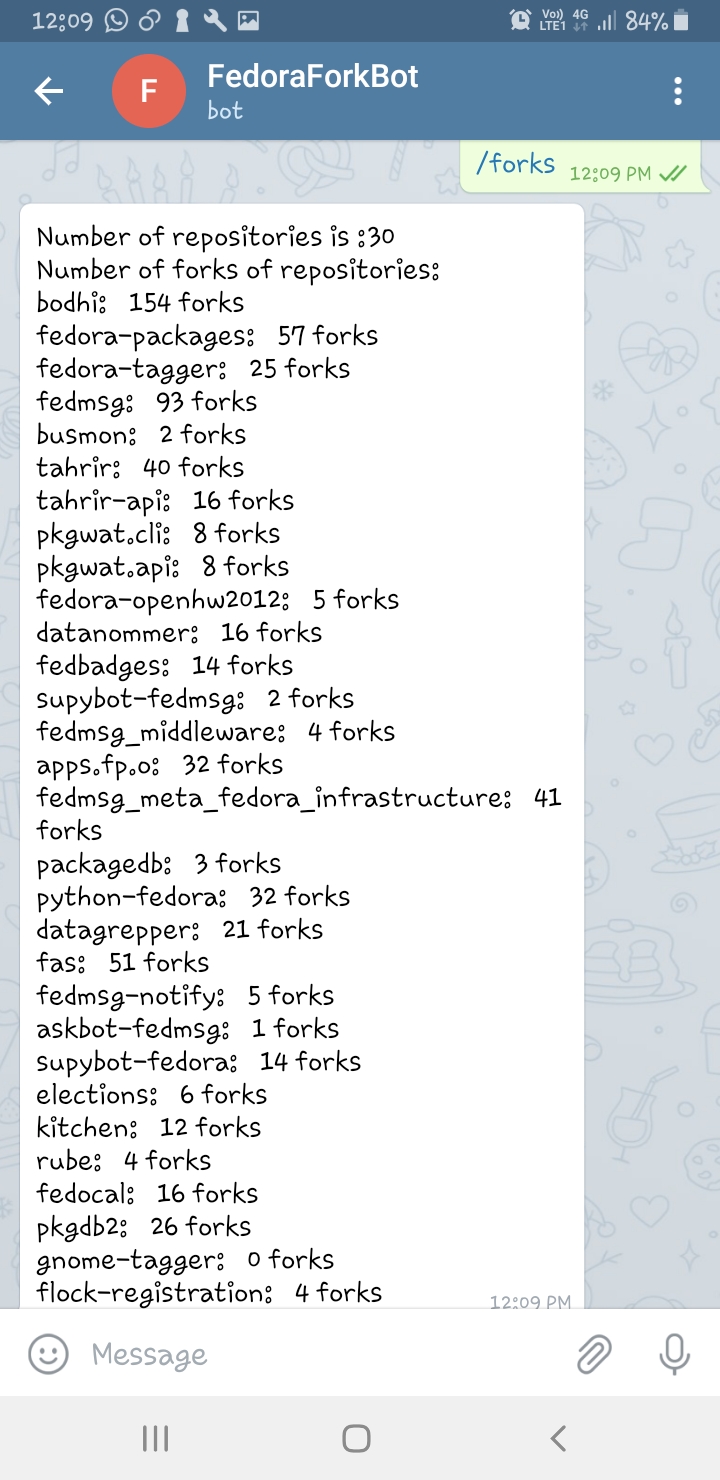 12:09 84%
Vo)) 4G
LTE1
F
FedoraForkBot
bot
/forks 12:09 PM
Number of repositories is :30
Number of forks of repositories:
bodhi: 154 forks
fedora-packages: 57 forks
fedora-tagger: 25 forks
fedmsg: 93 forks
busmon: 2 forks
tahrir: 40 forks
tahrir-api: 16 forks
pkgwat.cli: 8 forks
pkgwat.api: 8 forks
fedora-openhw2012: 5 forks
datanommer: 16 forks
fedbadges: 14 forks
supybot-fedmsg: 2 forks
fedmsg_middleware: 4 forks
apps.fp.o: 32 forks
fedmsg_meta_fedora_infrastructure: 41
forks
packagedb: 3 forks
python-fedora: 32 forks
datagrepper: 21 forks
fas: 51 forks
fedmsg-notify: 5 forks
askbot-fedmsg: 1 forks
supybot-fedora: 14 forks
elections: 6 forks
kitchen: 12 forks
rube: 4 forks
fedocal: 16 forks
pkgdb2: 26 forks
gnome-tagger: 0 forks
flock-registration: 4 forks
12:09 PM
Message